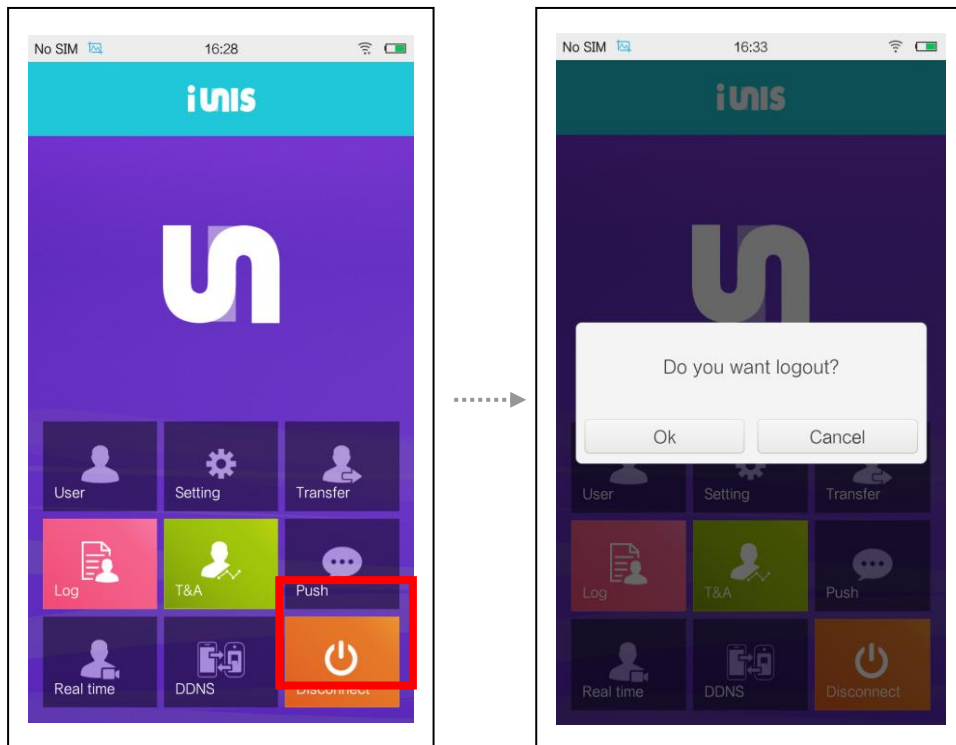 No SIM 16:28
iUNIS
User Setting Transfer
Log T&A Push
Real time DDNS Disconnect
No SIM 16:33
iUNIS
Do you want logout?
Ok Cancel
User Setting Transfer
Log T&A Push
Real time DDNS Disconnect